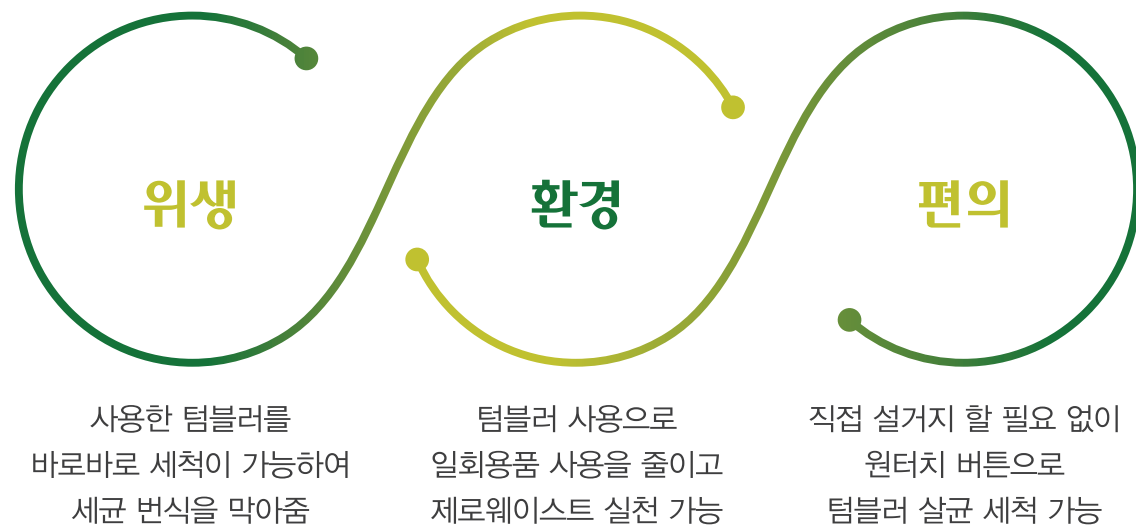 위생
환경
편의
사용한 텀블러를
바로바로 세척이 가능하여
세균 번식을 막아줌
텀블러 사용으로
일회용품 사용을 줄이고
제로웨이스트 실천 가능
직접 설거지 할 필요 없이
원터치 버튼으로
텀블러 살균 세척 가능